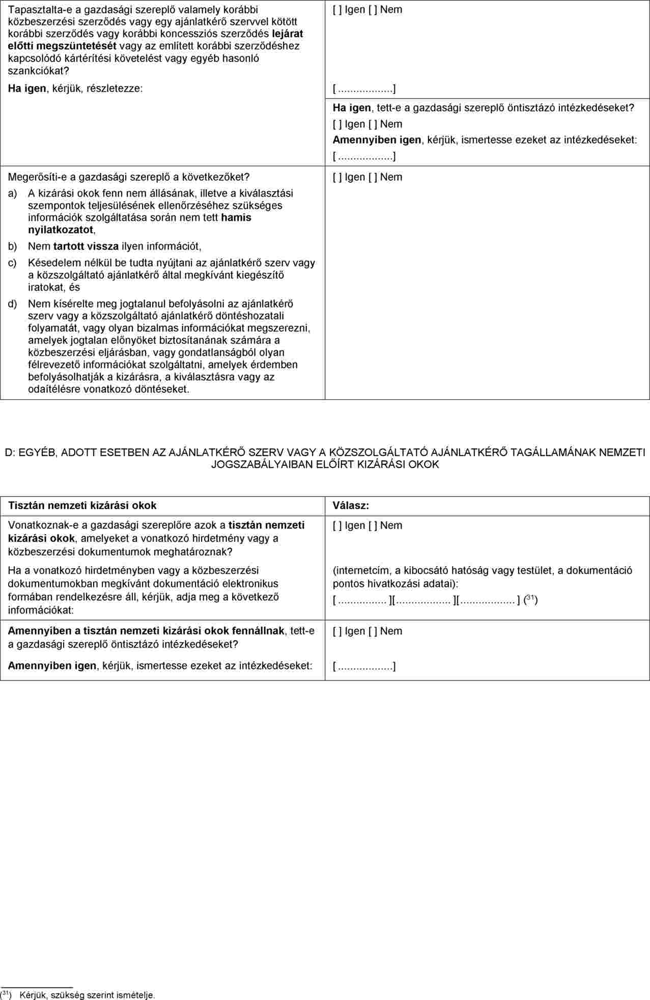 Tapasztalta-e a gazdasági szereplő valamely korábbi
közbeszerzési szerződés vagy egy ajánlatkérő szervvel kötött
korábbi szerződés vagy korábbi koncessziós szerződés lejárat
előtti megszüntetését vagy az említett korábbi szerződéshez
kapcsolódó kártérítési követelést vagy egyéb hasonló
szankciókat?
Ha igen, kérjük, részletezze:
[ ] Igen [ ] Nem
[ ..................]
Ha igen, tett-e a gazdasági szereplő öntisztázó intézkedéseket?
[ ] Igen [ ] Nem
Amennyiben igen, kérjük, ismertesse ezeket az intézkedéseket:
[ ..................]
Megerősíti-e a gazdasági szereplő a következőket?
a) A kizárási okok fenn nem állásának, illetve a kiválasztási
szempontok teljesülésének ellenőrzéséhez szükséges
információk szolgáltatása során nem tett hamis
nyilatkozatot,
b) Nem tartott vissza ilyen információt,
c) Késedelem nélkül be tudta nyújtani az ajánlatkérő szerv vagy
a közszolgáltató ajánlatkérő által megkívánt kiegészítő
iratokat, és
d) Nem kísérelte meg jogtalanul befolyásolni az ajánlatkérő
szerv vagy a közszolgáltató ajánlatkérő döntéshozatali
folyamatát, vagy olyan bizalmas információkat megszerezni,
amelyek jogtalan előnyöket biztosítanának számára a
közbeszerzési eljárásban, vagy gondatlanságból olyan
félrevezető információkat szolgáltatni, amelyek érdemben
befolyásolhatják a kizárásra, a kiválasztásra vagy az
odaítélésre vonatkozó döntéseket.
[ ] Igen [ ] Nem
D: EGYÉB, ADOTT ESETBEN AZ AJÁNLATKÉRŐ SZERV VAGY A KÖZSZOLGÁLTATÓ AJÁNLATKÉRŐ TAGÁLLAMÁNAK NEMZETI
JOGSZABÁLYAIBAN ELŐÍRT KIZÁRÁSI OKOK
Tisztán nemzeti kizárási okok
Válasz:
Vonatkoznak-e a gazdasági szereplőre azok a tisztán nemzeti
kizárási okok, amelyeket a vonatkozó hirdetmény vagy a
közbeszerzési dokumentumok meghatároznak?
Ha a vonatkozó hirdetményben vagy a közbeszerzési
dokumentumokban megkívánt dokumentáció elektronikus
formában rendelkezésre áll, kérjük, adja meg a következő
információkat:
[ ] Igen [ ] Nem
(internetcím, a kibocsátó hatóság vagy testület, a dokumentáció
pontos hivatkozási adatai):
[ ................ ][.................. ][.................. ] (31)
Amennyiben a tisztán nemzeti kizárási okok fennállnak, tett-e
a gazdasági szereplő öntisztázó intézkedéseket?
Amennyiben igen, kérjük, ismertesse ezeket az intézkedéseket:
[ ] Igen [ ] Nem
[ ..................]
(31) Kérjük, szükség szerint ismételje.